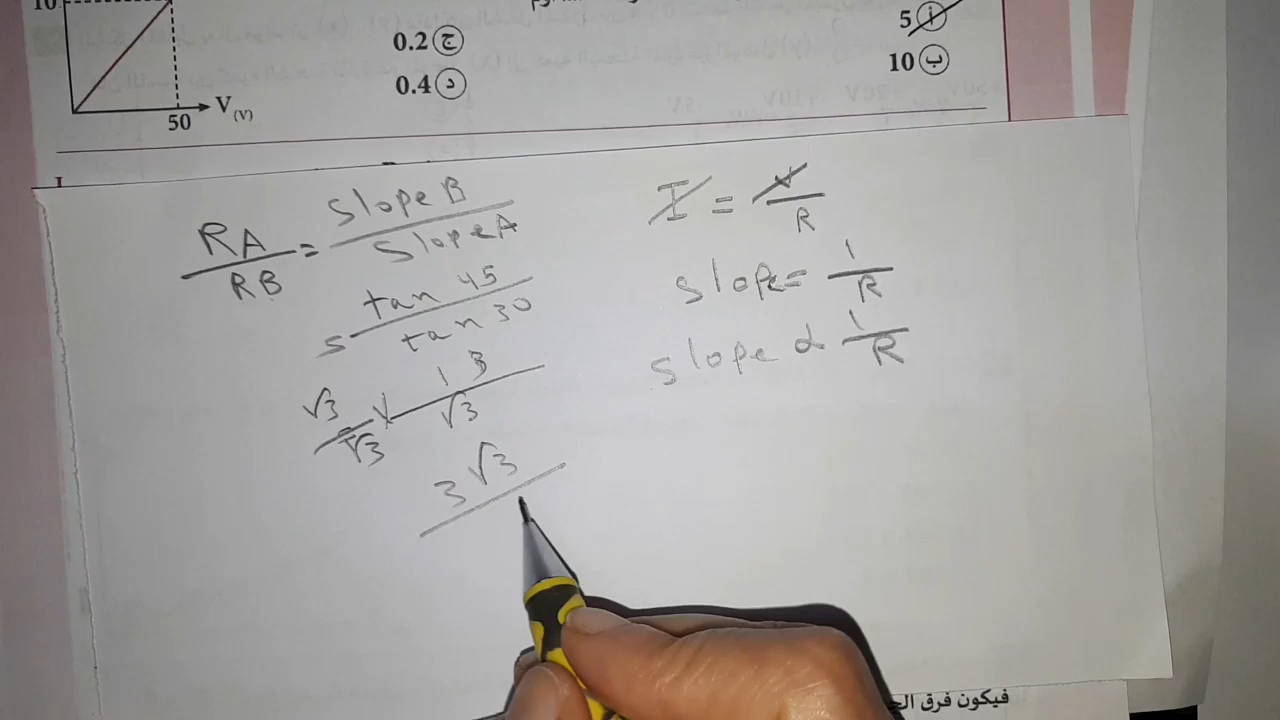 10
V(V)
50
5 أ
10 ب
0.2 ج
0.4 د
RA/RB = slope B/slope A
= tan 45/tan 30
√3/√3 × 1 3/√3
3√3
I = V/R
slope = 1/R
slope α 1/R
فيكون فرق